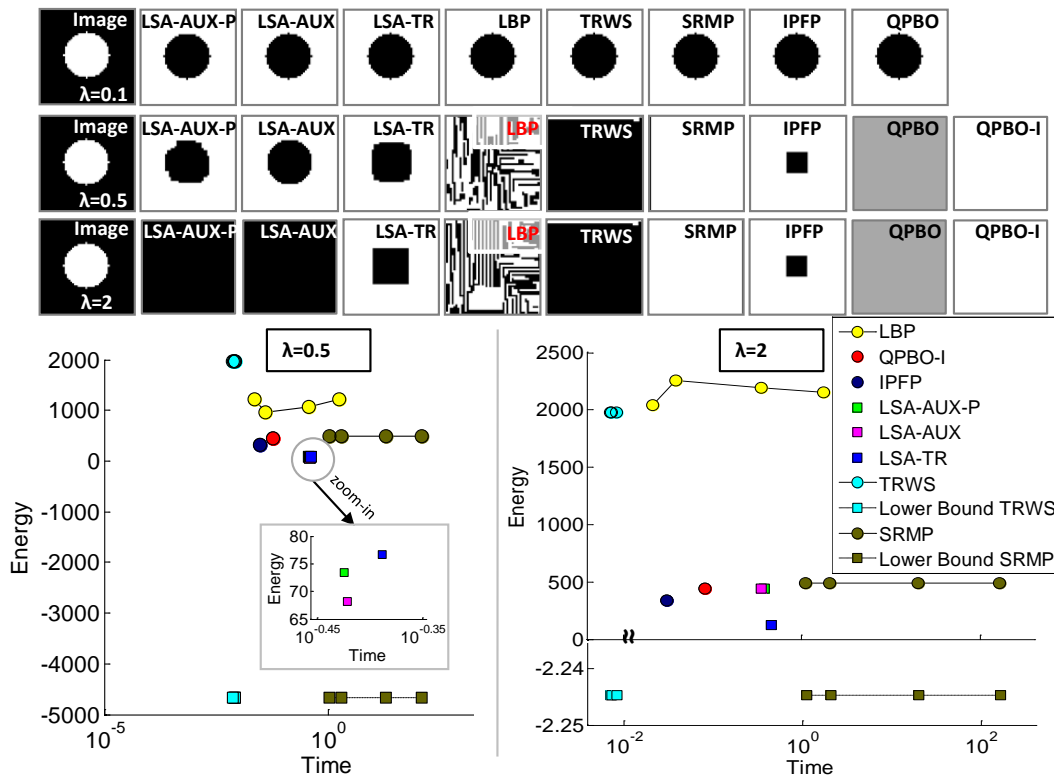 Image LSA-AUX-P LSA-AUX LSA-TR LBP TRWS SRMP IPFP QPBO
λ=0.1
Image LSA-AUX-P LSA-AUX LSA-TR LBP TRWS SRMP IPFP QPBO QPBO-I
λ=0.5
Image LSA-AUX-P LSA-AUX LSA-TR LBP TRWS SRMP IPFP QPBO QPBO-I
λ=2
λ=0.5
2000
1000
0
-1000
-2000
-3000
-4000
-5000
Energy
10^-5 10^0
Time
zoom-in
80
75
70
65
Energy
10^-0.45 10^-0.35
Time
λ=2
2500
2000
1500
1000
500
0
-2.24
-2.25
Energy
10^-2 10^0 10^2
Time
LBP
QPBO-I
IPFP
LSA-AUX-P
LSA-AUX
LSA-TR
TRWS
Lower Bound TRWS
SRMP
Lower Bound SRMP